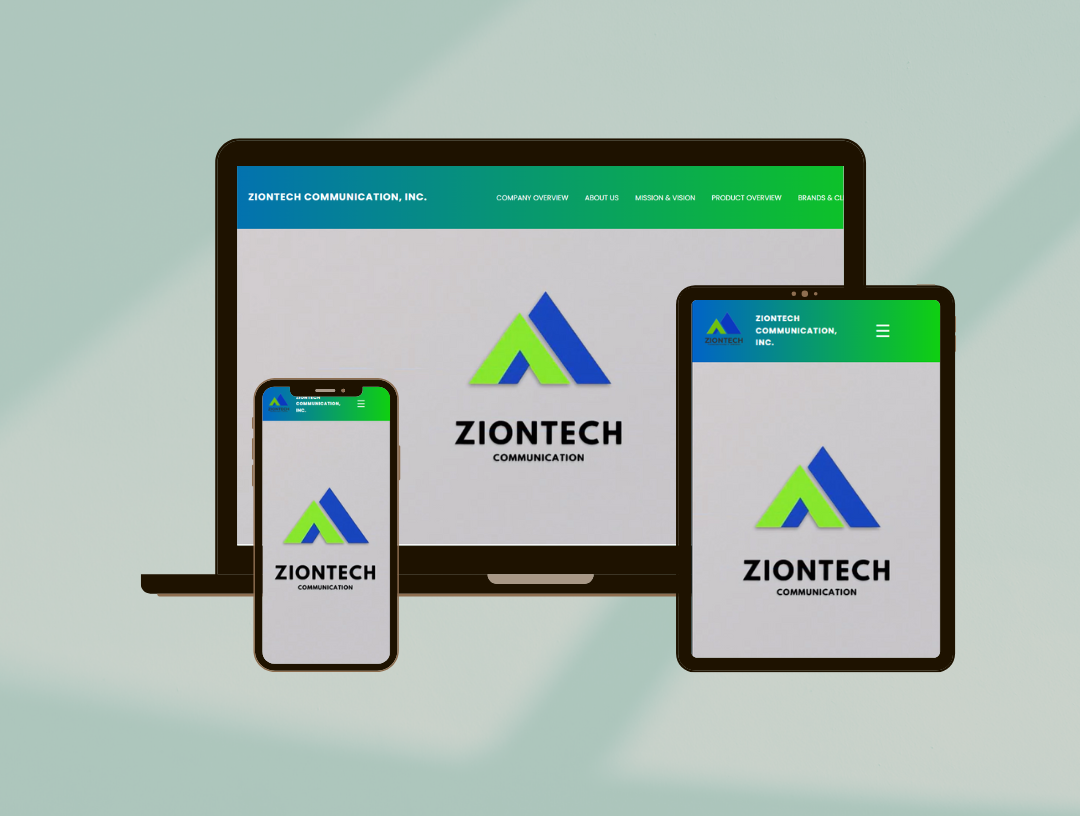 ZIONTECH COMMUNICATION, INC.
COMPANY OVERVIEW ABOUT US MISSION & VISION PRODUCT OVERVIEW BRANDS & CL
ZIONTECH
COMMUNICATION
ZIONTECH
ZIONTECH
COMMUNICATION,
INC.
ZIONTECH
COMMUNICATION
ZIONTECH
COMMUNICATION,
INC.
ZIONTECH
COMMUNICATION